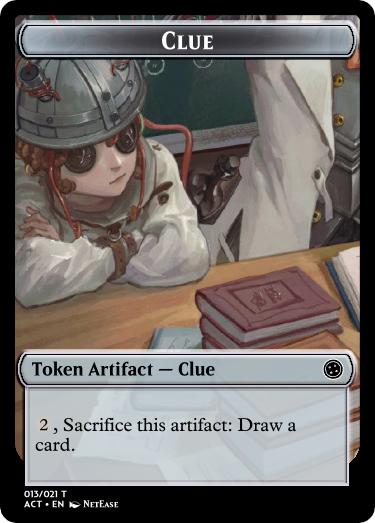 CLUE
Token Artifact — Clue
2 , Sacrifice this artifact: Draw a
card.
013/021 T
ACT • EN NETEASE